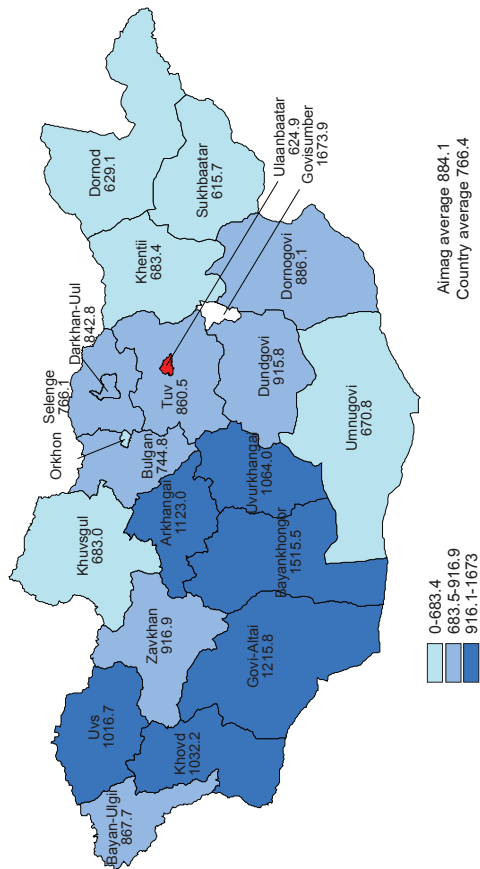 Uvs
1016.7
Bayan-Ulgii
867.7
Khovd
1032.2
Zavkhan
916.9
Govi-Altai
1215.8
Khuvsgul
683.0
Orkhon
Selenge
766.1
Darkhan-Uul
842.8
Bulgan
744.8
Arkhangai
1123.0
Bayankhongor
1515.5
Uvurkhangai
1064.0
Tuv
860.5
Dundgovi
915.8
Umnugovi
670.8
Khentii
683.4
Dornod
629.1
Sukhbaatar
615.7
Dornogovi
886.1
Ulaanbaatar
624.9
Govisumber
1673.9
0-683.4
683.5-916.9
916.1-1673
Aimag average 884.1
Country average 766.4